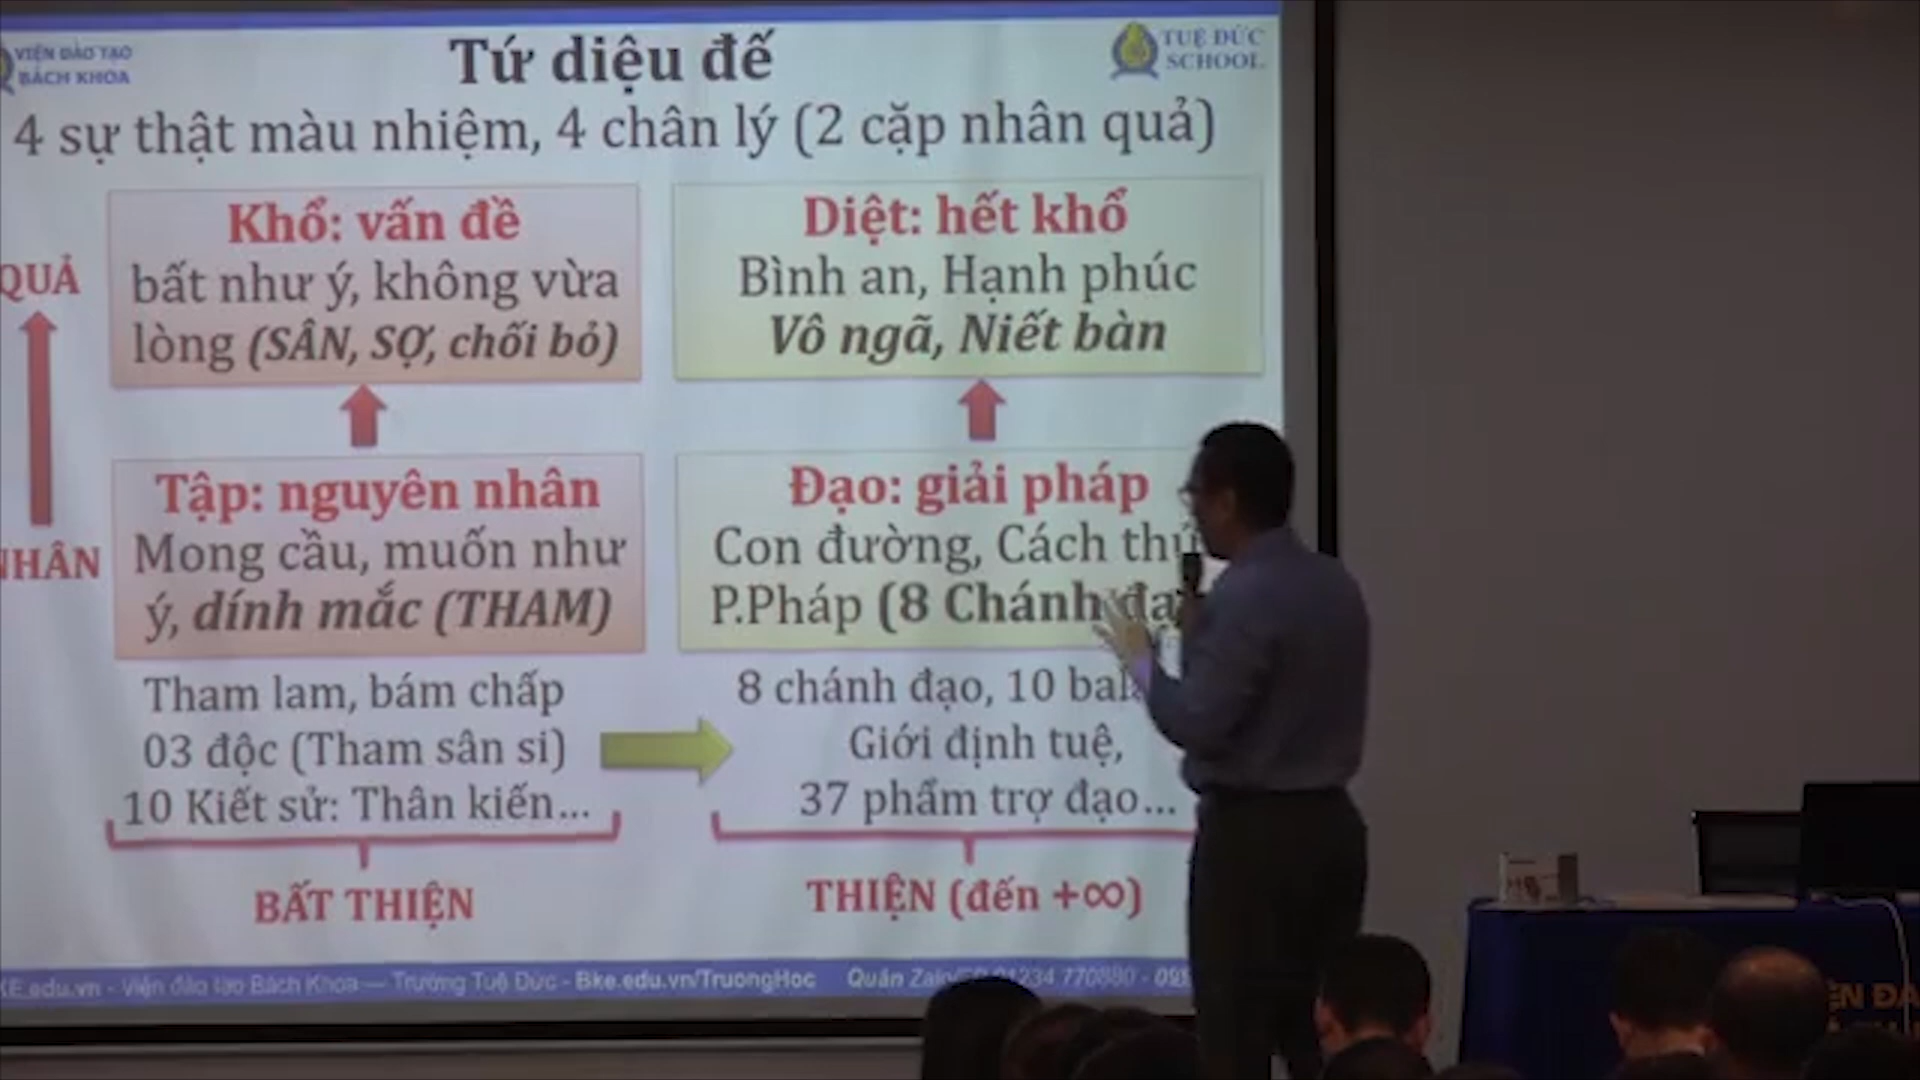 VIỆN ĐÀO TẠO
BÁCH KHOA
Tứ diệu đế
TUỆ ĐỨC
SCHOOL
4 sự thật màu nhiệm, 4 chân lý (2 cặp nhân quả)
Khổ: vấn đề
bất như ý, không vừa
lòng (SÂN, SỢ, chối bỏ)
Diệt: hết khổ
Bình an, Hạnh phúc
Vô ngã, Niết bàn
QUẢ
NHÂN
Tập: nguyên nhân
Mong cầu, muốn như
ý, dính mắc (THAM)
Đạo: giải pháp
Con đường, Cách
P.Pháp (8 Chánh
Tham lam, bám chấp
03 độc (Tham sân si)
10 Kiết sử: Thân kiến...
8 chánh đạo, 10
Giới định tuệ,
37 phẩm trợ đạo...
BẤT THIỆN
THIỆN (đến +∞)
KE.edu.vn - Viện đào tạo Bách Khoa — Trường Tuệ Đức - Bke.edu.vn/TruongHoc Quán